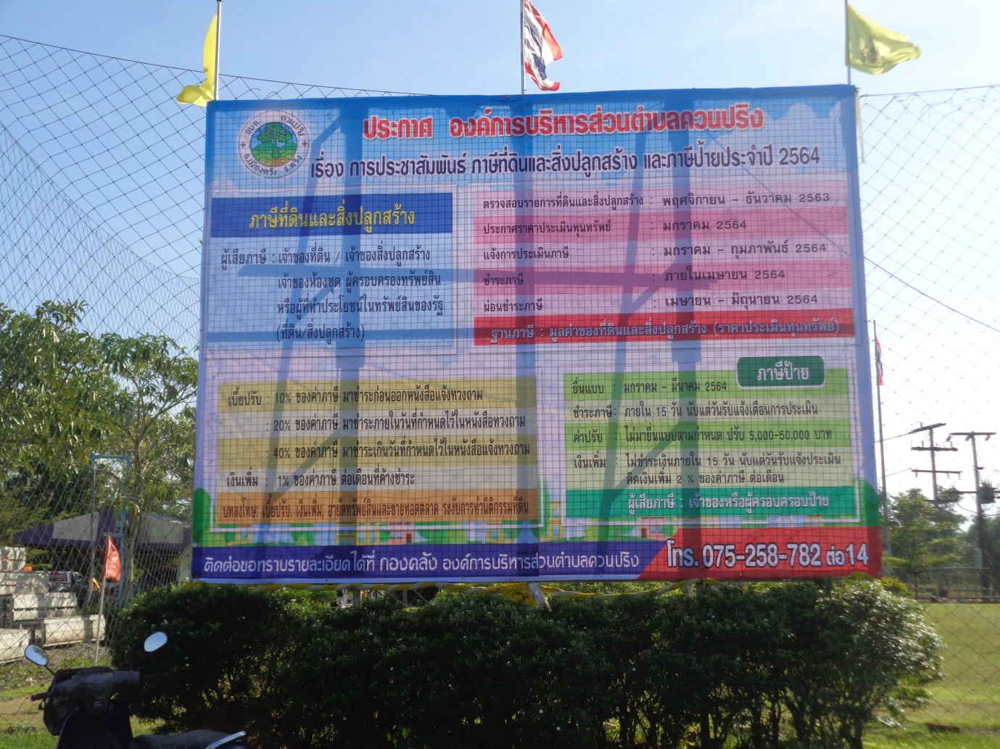 ประกาศ องค์การบริหารส่วนตำบลควนปริง
เรื่อง การประชาสัมพันธ์ ภาษีที่ดินและสิ่งปลูกสร้าง และภาษีป้ายประจำปี 2564
อบต. ควนปริง
อ.เมืองตรัง จ.ตรัง
ภาษีที่ดินและสิ่งปลูกสร้าง
ผู้เสียภาษี : เจ้าของที่ดิน / เจ้าของสิ่งปลูกสร้าง
เจ้าของห้องชุด ผู้ครอบครองทรัพย์สิน
หรือผู้ที่ทำประโยชน์ในทรัพย์สินของรัฐ
(ที่ดิน/สิ่งปลูกสร้าง)
ตรวจสอบรายการที่ดินและสิ่งปลูกสร้าง : พฤศจิกายน - ธันวาคม 2563
ประกาศราคาประเมินทุนทรัพย์ : มกราคม 2564
แจ้งการประเมินภาษี : มกราคม - กุมภาพันธ์ 2564
ชำระภาษี : ภายในเมษายน 2564
ผ่อนชำระภาษี : เมษายน - มิถุนายน 2564
ฐานภาษี : มูลค่าของที่ดินและสิ่งปลูกสร้าง (ราคาประเมินทุนทรัพย์)
เบี้ยปรับ : 10% ของค่าภาษี มาชำระก่อนออกหนังสือแจ้งทวงถาม
: 20% ของค่าภาษี มาชำระภายในวันที่กำหนดไว้ในหนังสือทวงถาม
: 40% ของค่าภาษี มาชำระเกินวันที่กำหนดไว้ในหนังสือแจ้งทวงถาม
เงินเพิ่ม : 1% ของค่าภาษี ต่อเดือนที่ค้างชำระ
บทลงโทษ: เบี้ยปรับ, เงินเพิ่ม, อายัดทรัพย์สินและขายทอดตลาด ระงับการทำนิติกรรมที่ดิน
ภาษีป้าย
ยื่นแบบ : มกราคม - มีนาคม 2564
ชำระภาษี : ภายใน 15 วัน นับแต่วันรับแจ้งเตือนการประเมิน
ค่าปรับ : ไม่มายื่นแบบตามกำหนด ปรับ 5,000-50,000 บาท
เงินเพิ่ม : ไม่ชำระเงินภายใน 15 วัน นับแต่วันรับแจ้งประเมิน
คิดเงินเพิ่ม 2 % ของค่าภาษี ต่อเดือน
ผู้เสียภาษี : เจ้าของหรือผู้ครอบครอบป้าย
ติดต่อขอทราบรายละเอียดได้ที่ กองคลัง องค์การบริหารส่วนตำบลควนปริง
โทร. 075-258-782 ต่อ 14